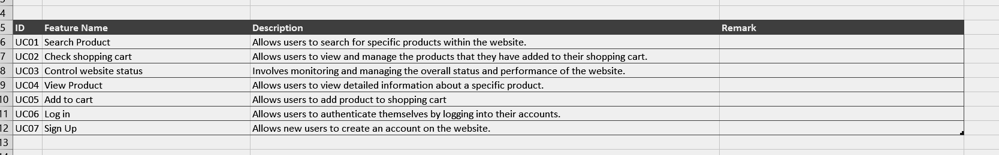 4
5 ID Feature Name Description Remark
6 UC01 Search Product Allows users to search for specific products within the website.
7 UC02 Check shopping cart Allows users to view and manage the products that they have added to their shopping cart.
8 UC03 Control website status Involves monitoring and managing the overall status and performance of the website.
9 UC04 View Product Allows users to view detailed information about a specific product.
10 UC05 Add to cart Allows users to add product to shopping cart
11 UC06 Log in Allows users to authenticate themselves by logging into their accounts.
12 UC07 Sign Up Allows new users to create an account on the website.
13